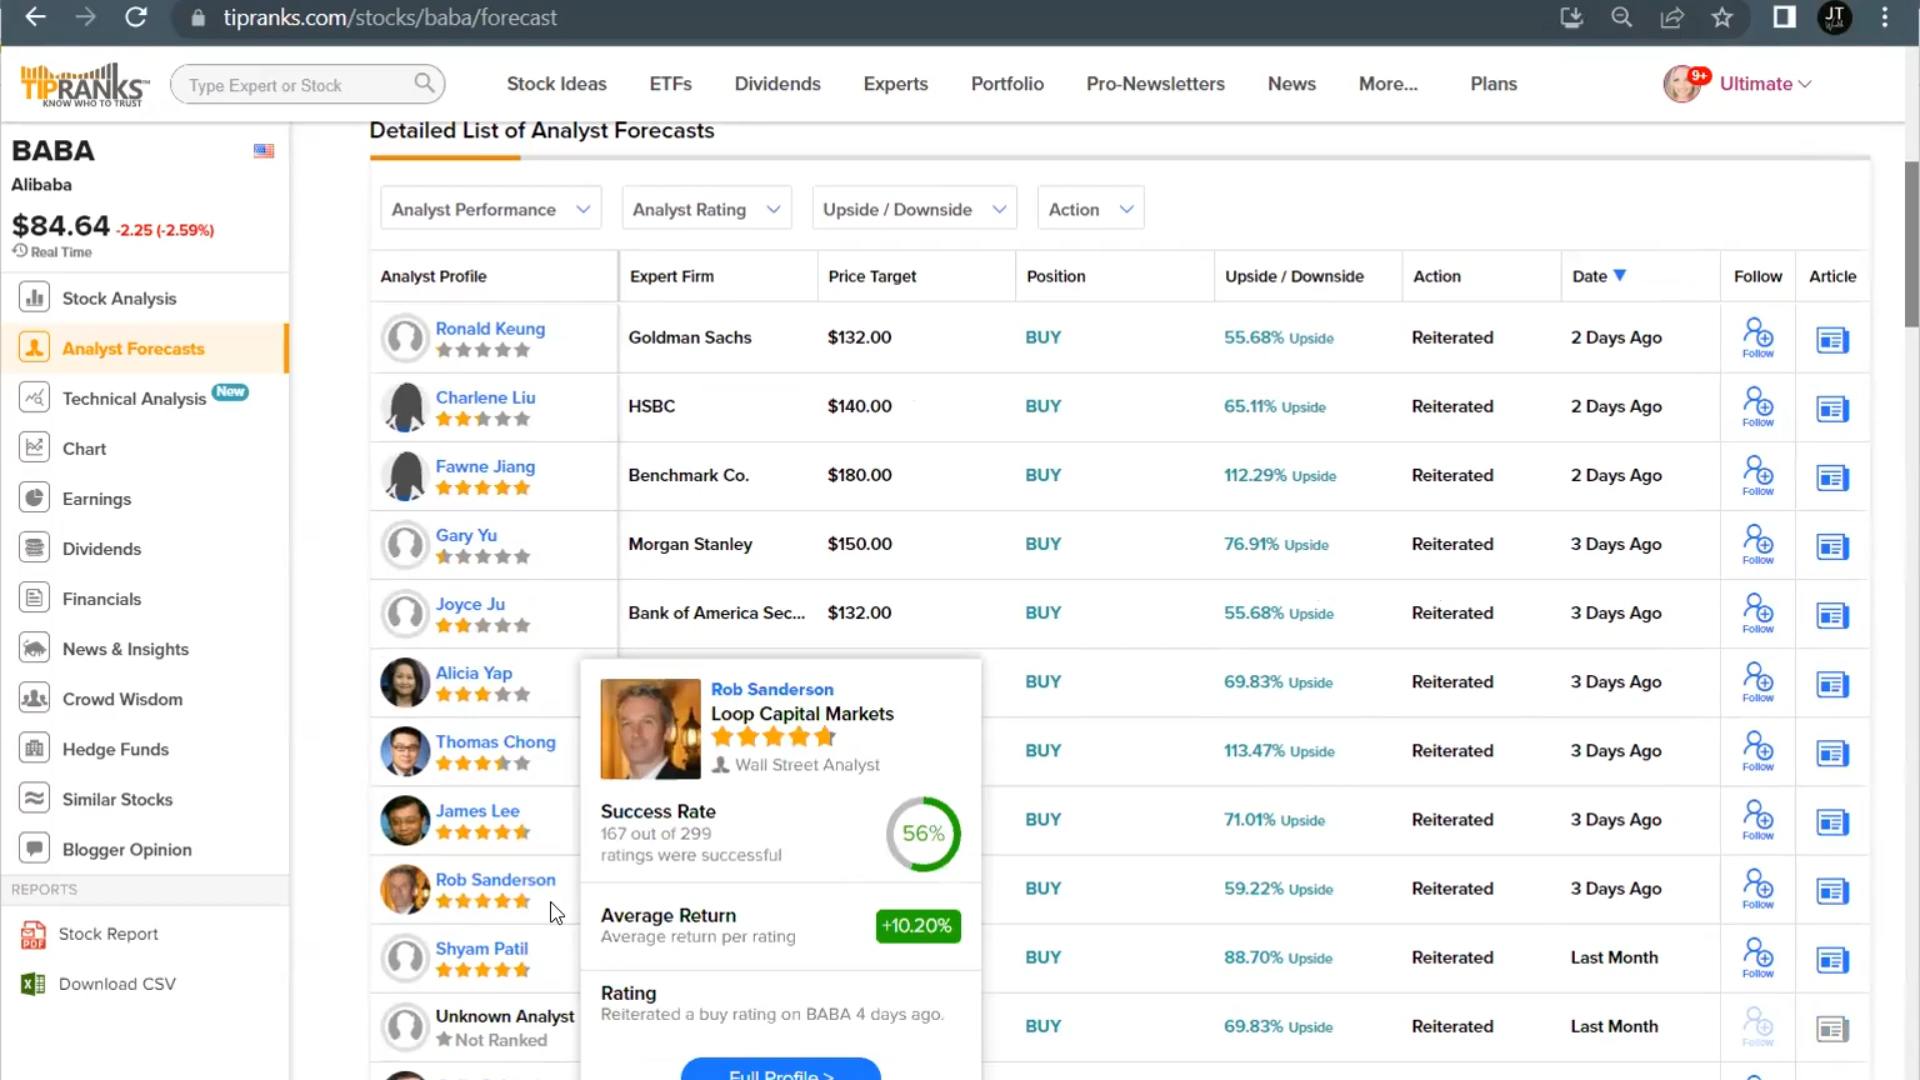 tipranks.com/stocks/baba/forecast
JT
TIPRANKS
KNOW WHO TO TRUST
Type Expert or Stock
Stock Ideas
ETFs
Dividends
Experts
Portfolio
Pro-Newsletters
News
More...
Plans
9+
Ultimate
BABA
Alibaba
$84.64 -2.25 (-2.59%)
Real Time
Stock Analysis
Analyst Forecasts
Technical Analysis New
Chart
Earnings
Dividends
Financials
News & Insights
Crowd Wisdom
Hedge Funds
Similar Stocks
Blogger Opinion
REPORTS
PDF Stock Report
X Download CSV
Detailed List of Analyst Forecasts
Analyst Performance
Analyst Rating
Upside / Downside
Action
Analyst Profile Expert Firm Price Target Position Upside / Downside Action Date Follow Article
Ronald Keung Goldman Sachs $132.00 BUY 55.68% Upside Reiterated 2 Days Ago Follow
Charlene Liu HSBC $140.00 BUY 65.11% Upside Reiterated 2 Days Ago Follow
Fawne Jiang Benchmark Co. $180.00 BUY 112.29% Upside Reiterated 2 Days Ago Follow
Gary Yu Morgan Stanley $150.00 BUY 76.91% Upside Reiterated 3 Days Ago Follow
Joyce Ju Bank of America Sec... $132.00 BUY 55.68% Upside Reiterated 3 Days Ago Follow
Alicia Yap BUY 69.83% Upside Reiterated 3 Days Ago Follow
Thomas Chong BUY 113.47% Upside Reiterated 3 Days Ago Follow
James Lee BUY 71.01% Upside Reiterated 3 Days Ago Follow
Rob Sanderson BUY 59.22% Upside Reiterated 3 Days Ago Follow
Shyam Patil BUY 88.70% Upside Reiterated Last Month Follow
Unknown Analyst BUY 69.83% Upside Reiterated Last Month Follow
Not Ranked
Rob Sanderson
Loop Capital Markets
Wall Street Analyst
Success Rate
167 out of 299
ratings were successful
56%
Average Return
Average return per rating
+10.20%
Rating
Reiterated a buy rating on BABA 4 days ago.
Full Profile >